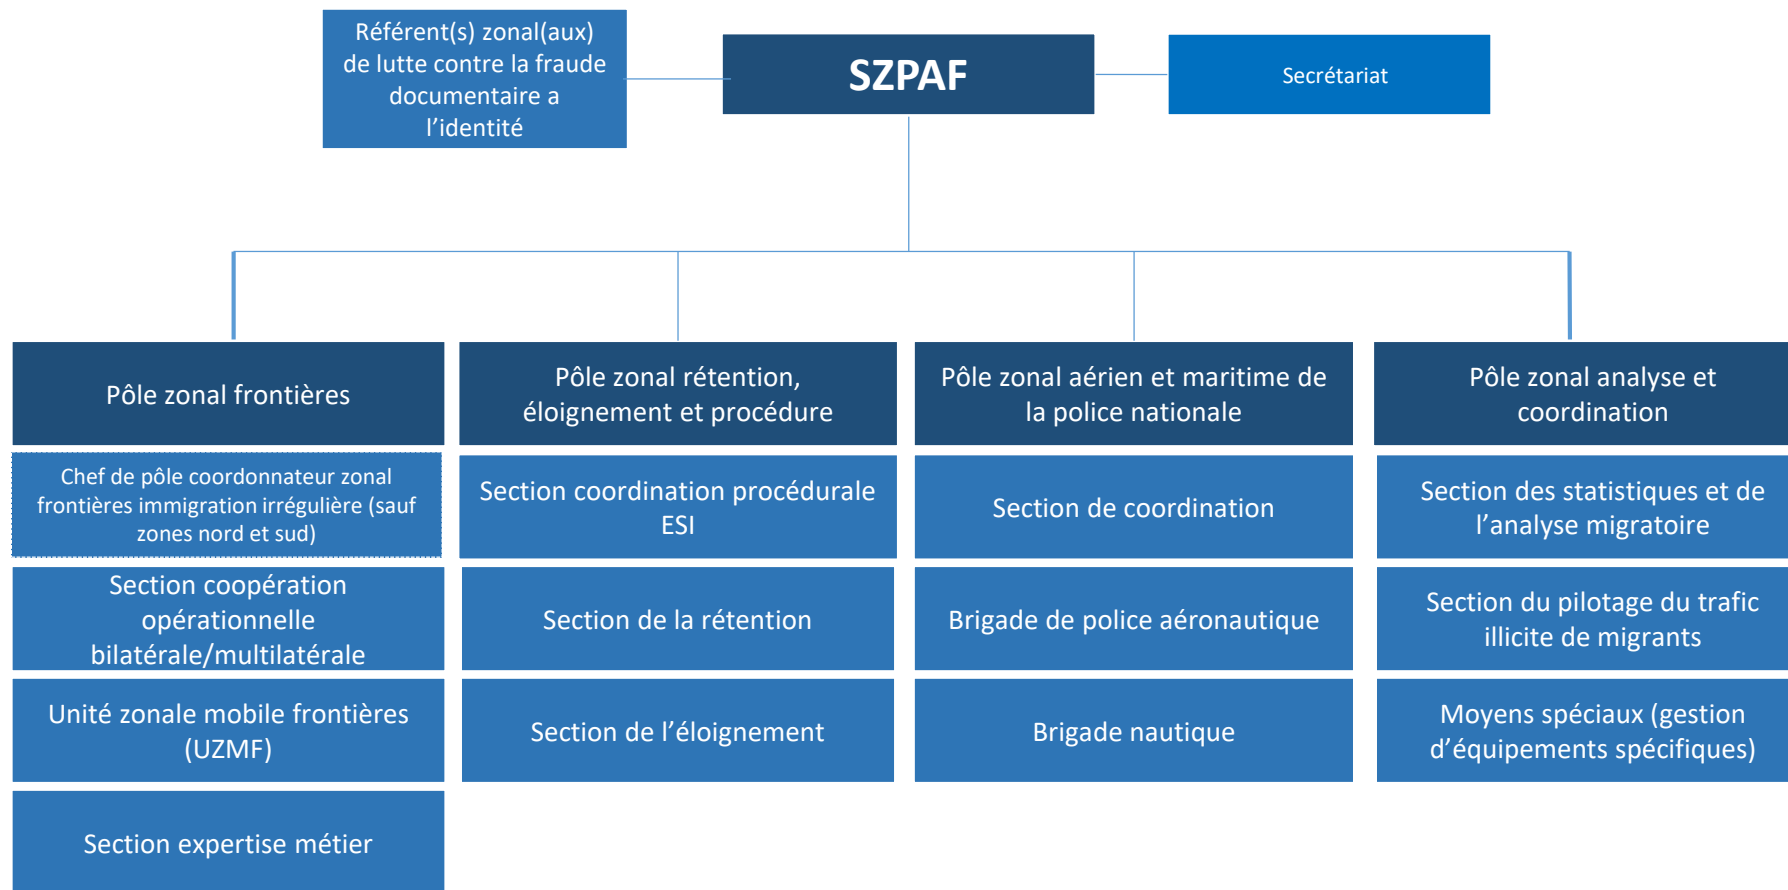 Référent(s) zonal(aux)
de lutte contre la fraude
documentaire a
l’identité
SZPAF
Secrétariat
Pôle zonal frontières
Chef de pôle coordonnateur zonal
frontières immigration irrégulière (sauf
zones nord et sud)
Section coopération
opérationnelle
bilatérale/multilatérale
Unité zonale mobile frontières
(UZMF)
Section expertise métier
Pôle zonal rétention,
éloignement et procédure
Section coordination procédurale
ESI
Section de la rétention
Section de l’éloignement
Pôle zonal aérien et maritime de
la police nationale
Section de coordination
Brigade de police aéronautique
Brigade nautique
Pôle zonal analyse et
coordination
Section des statistiques et de
l’analyse migratoire
Section du pilotage du trafic
illicite de migrants
Moyens spéciaux (gestion
d’équipements spécifiques)